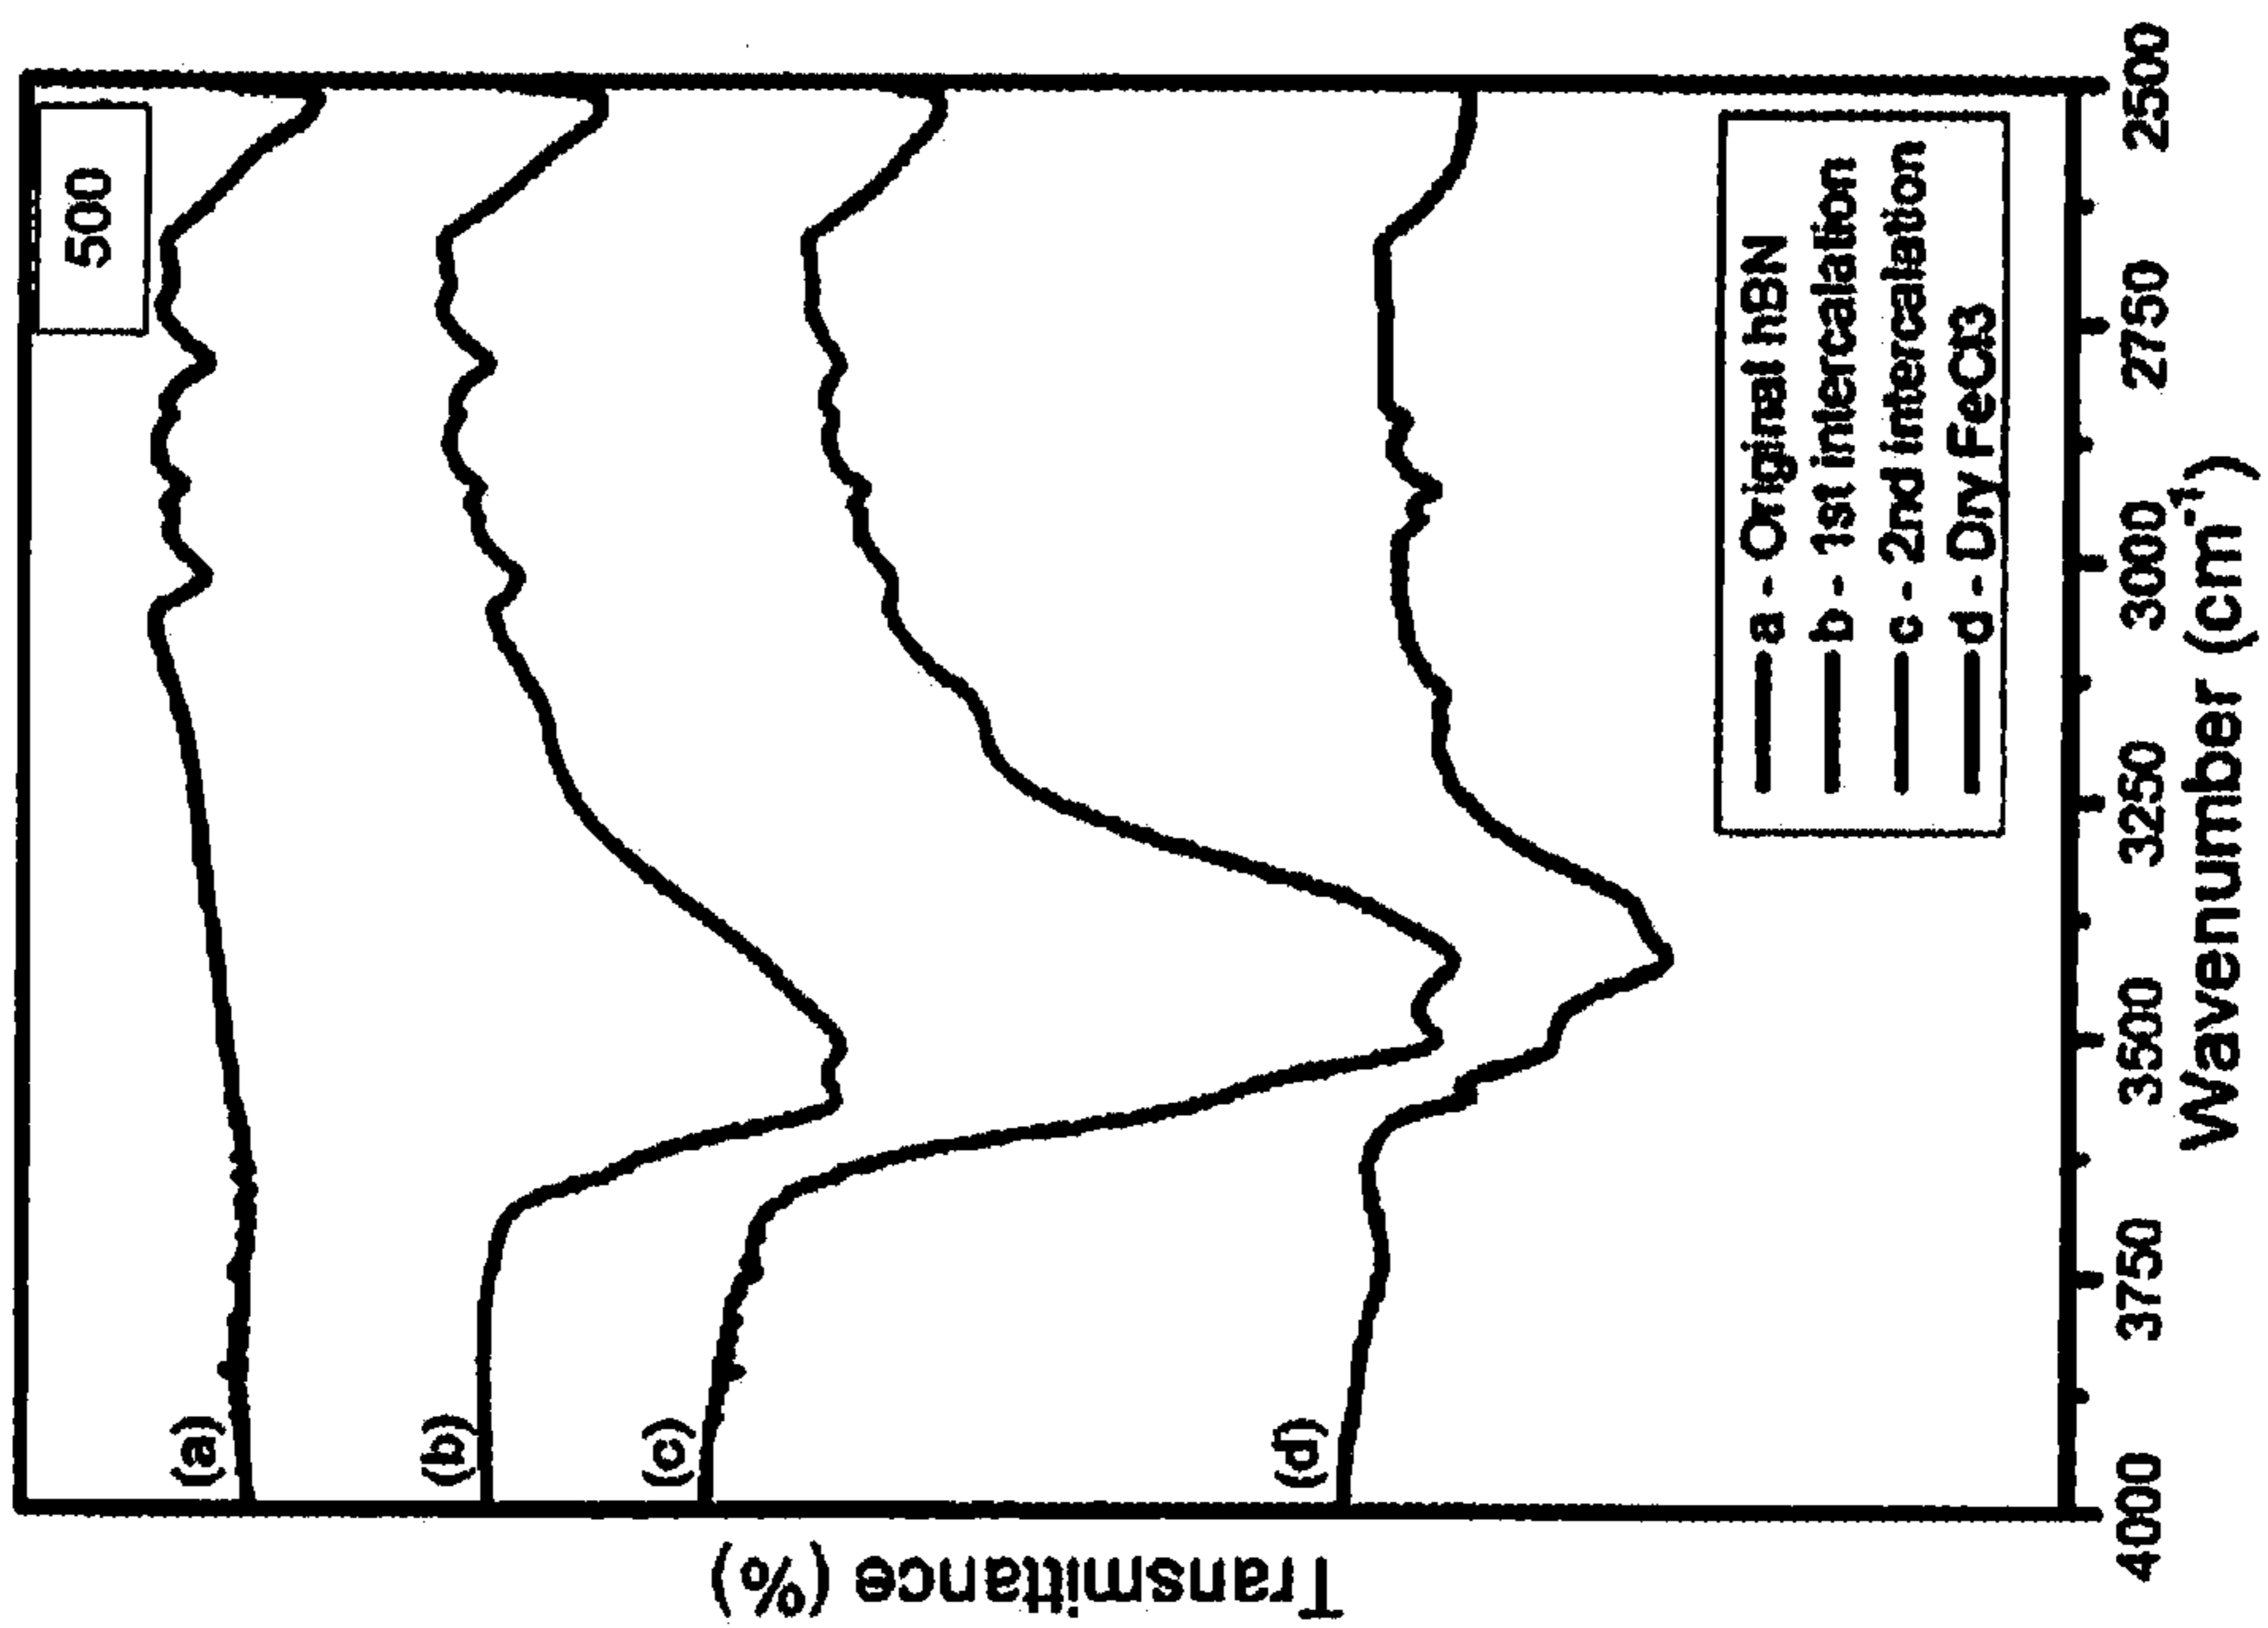 500
(a)
(b)
(c)
(d)
a - Original hBN
b - 1st intercalation
c - 2nd intercalation
d - Dry FeCl3
Transmittance (%)
4000 3750 3500 3250 3000 2750 2500
Wavenumber (cm⁻¹)